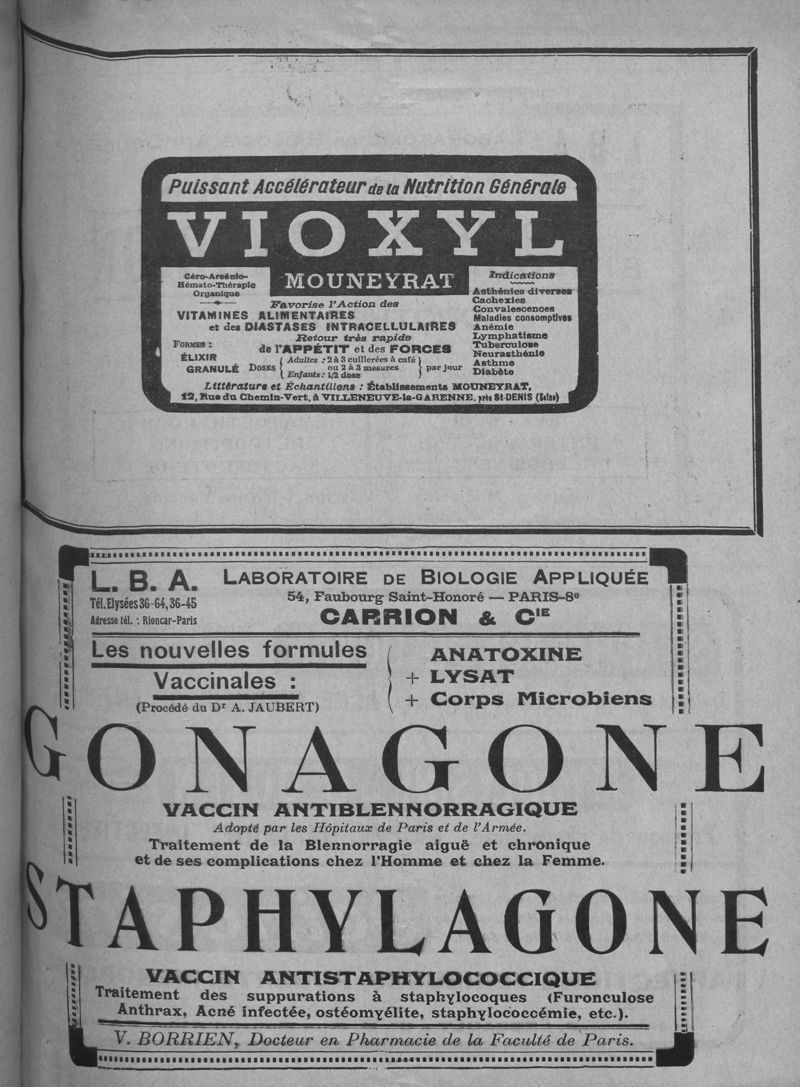 Puissant Accélérateur de la Nutrition Générale
VIOXYL
MOUNEYRAT
Céro-Arsénio-
Hémato-Thérapie
Organique
Favorise l'Action des
VITAMINES ALIMENTAIRES
et des DIASTASES INTRACELLULAIRES
Retour très rapide
de l'APPÉTIT et des FORCES
FORMES :
ÉLIXIR
GRANULÉ
DOSES { Adultes : 2 à 3 cuillerées à café
ou 2 à 3 mesures
Enfants : 1/2 dose } par jour
Indications
Asthénies diverses
Cachexies
Convalescences
Maladies consomptives
Anémie
Lymphatisme
Tuberculose
Neurasthénie
Asthme
Diabète
Littérature et Échantillons : Établissements MOUNEYRAT,
12, Rue du Chemin-Vert, à VILLENEUVE-la-GARENNE, près St-DENIS (Seine)
L. B. A.
Tél. Elysées 36-64, 36-45
Adresse tél. : Rioncar-Paris
LABORATOIRE DE BIOLOGIE APPLIQUÉE
54, Faubourg Saint-Honoré — PARIS-8e
CARRION & CIE
Les nouvelles formules
Vaccinales :
(Procédé du Dr A. JAUBERT)
ANATOXINE
+ LYSAT
+ Corps Microbiens
GONAGONE
VACCIN ANTIBLENNORRAGIQUE
Adopté par les Hôpitaux de Paris et de l'Armée.
Traitement de la Blennorragie aiguë et chronique
et de ses complications chez l'Homme et chez la Femme.
STAPHYLAGONE
VACCIN ANTISTAPHYLOCOCCIQUE
Traitement des suppurations à staphylocoques (Furonculose
Anthrax, Acné infectée, ostéomyélite, staphylococcémie, etc.).
V. BORRIEN, Docteur en Pharmacie de la Faculté de Paris.